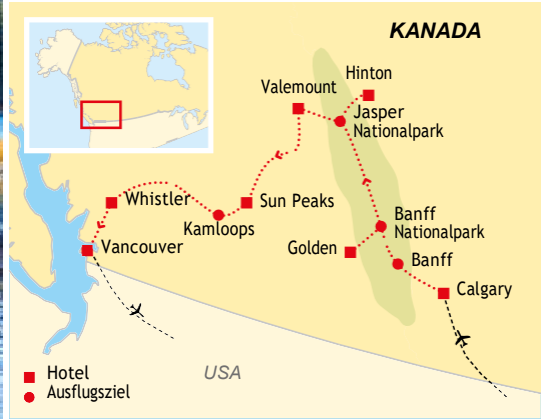 KANADA
Hinton
Valemount
Jasper
Nationalpark
Whistler
Sun Peaks
Kamloops
Banff
Nationalpark
Vancouver
Golden
Banff
Calgary
USA
Hotel
Ausflugsziel